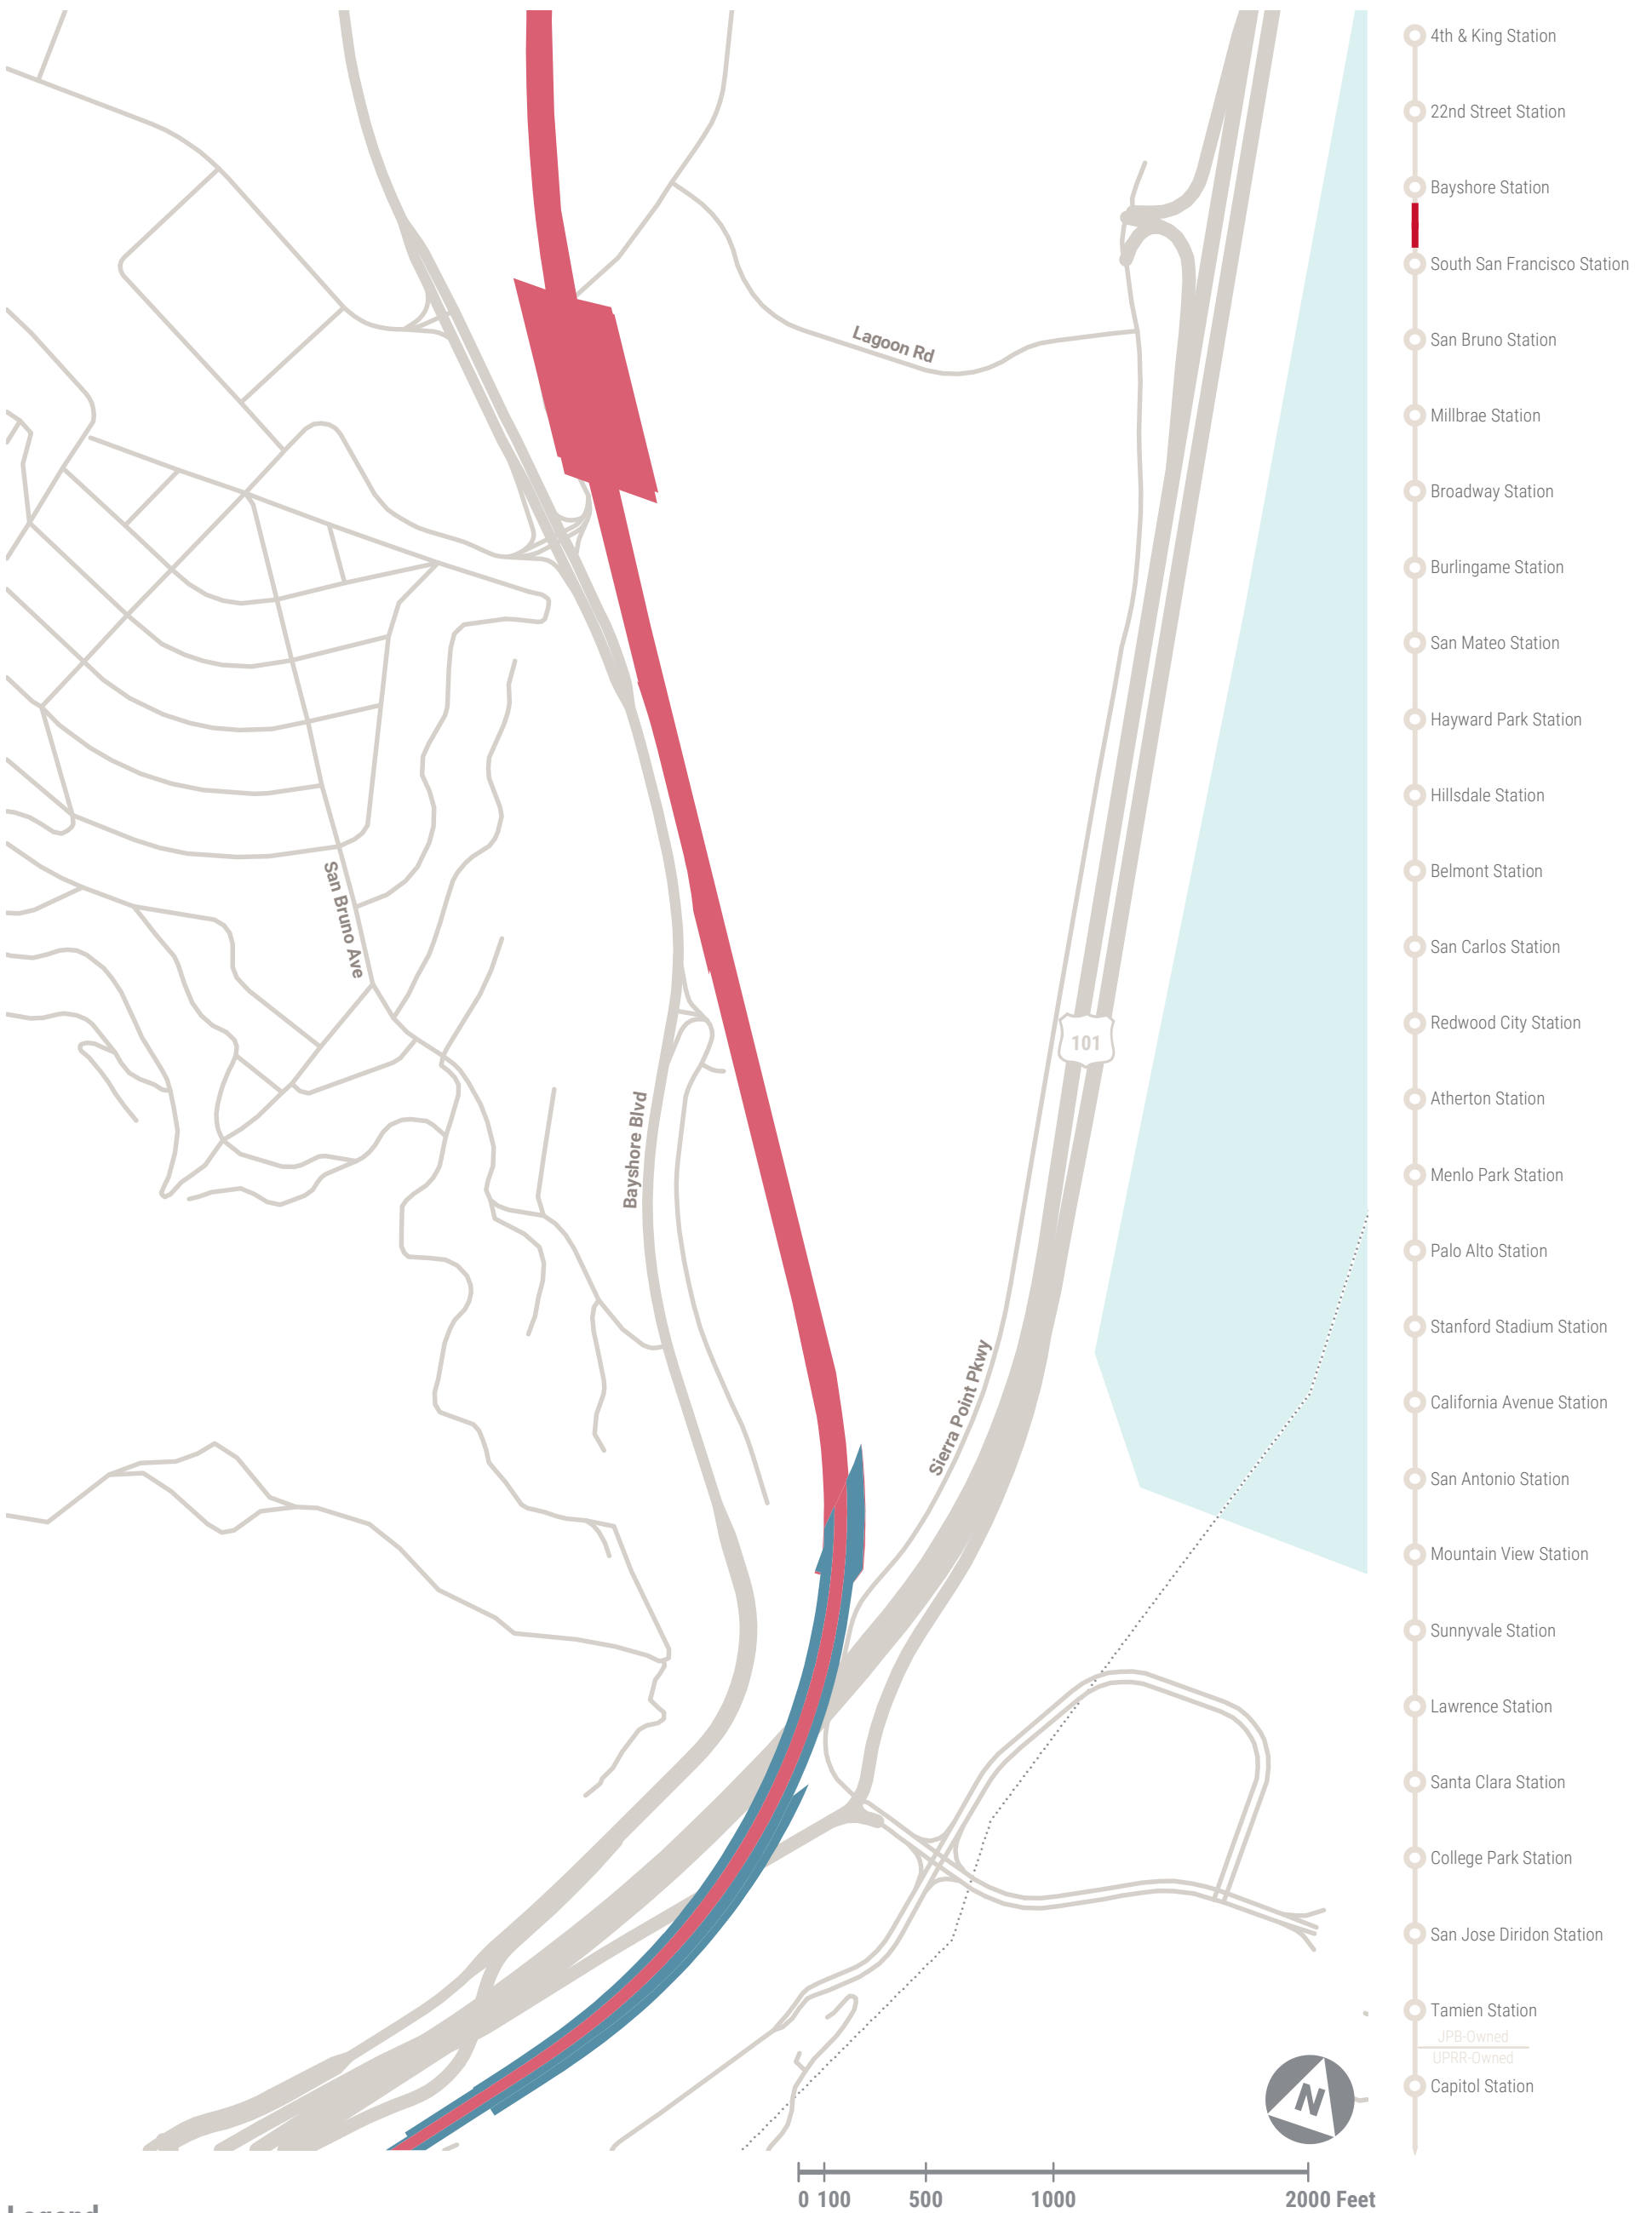 4th & King Station
22nd Street Station
Bayshore Station
South San Francisco Station
San Bruno Station
Lagoon Rd
Millbrae Station
Broadway Station
Burlingame Station
San Mateo Station
Hayward Park Station
Hillsdale Station
Belmont Station
San Bruno Ave
San Carlos Station
Redwood City Station
101
Atherton Station
Bayshore Blvd
Menlo Park Station
Palo Alto Station
Stanford Stadium Station
Sierra Point Pkwy
California Avenue Station
San Antonio Station
Mountain View Station
Sunnyvale Station
Lawrence Station
Santa Clara Station
College Park Station
San Jose Diridon Station
Tamien Station
JPB-Owned
UPRR-Owned
Capitol Station
N
0 100 500 1000 2000 Feet
Legend